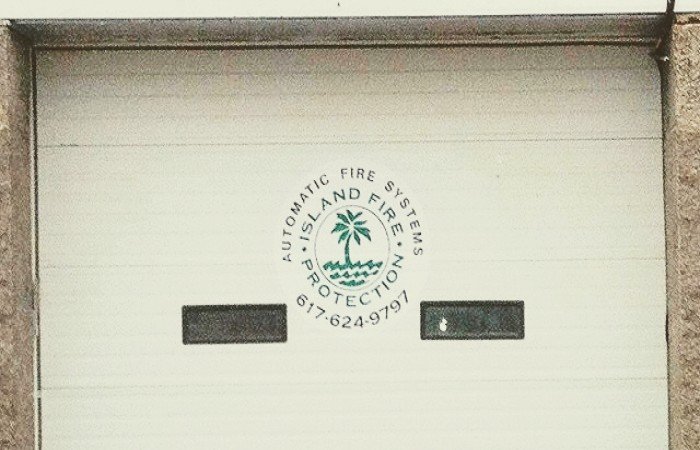 AUTOMATIC FIRE SYSTEMS
• ISLAND FIRE •
PROTECTION
617-624-9797